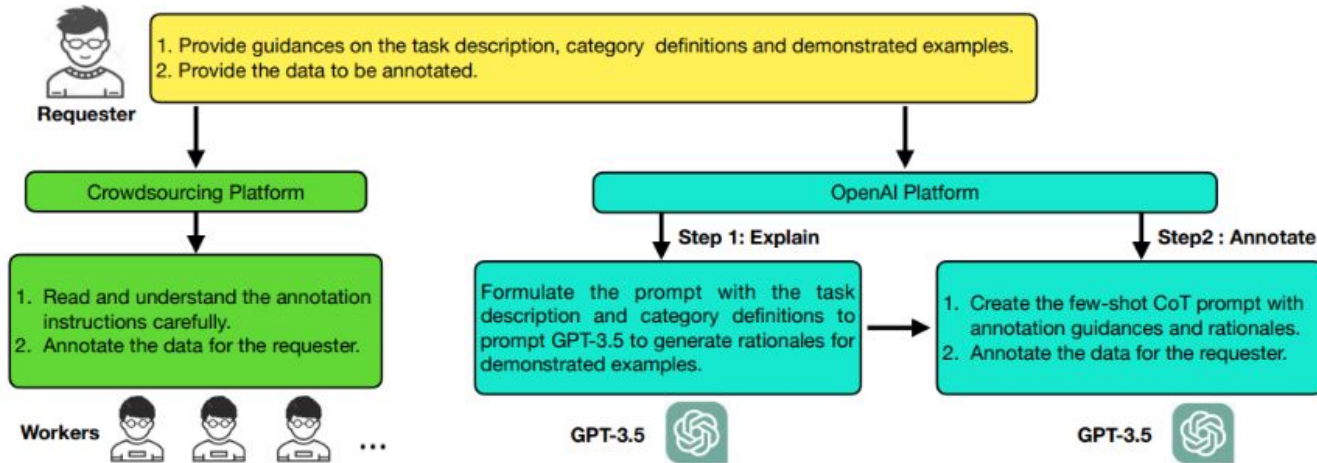 1. Provide guidances on the task description, category definitions and demonstrated examples.
2. Provide the data to be annotated.
Requester
Crowdsourcing Platform
OpenAI Platform
Step 1: Explain
Step2 : Annotate
1. Read and understand the annotation
instructions carefully.
2. Annotate the data for the requester.
Formulate the prompt with the task
description and category definitions to
prompt GPT-3.5 to generate rationales for
demonstrated examples.
1. Create the few-shot CoT prompt with
annotation guidances and rationales.
2. Annotate the data for the requester.
Workers
...
GPT-3.5
GPT-3.5